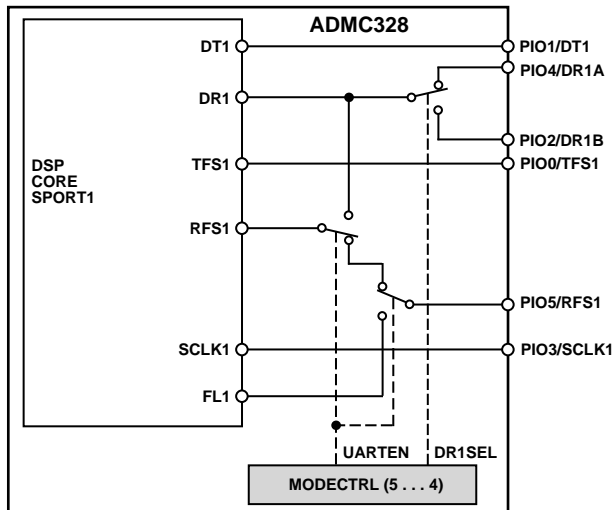 ADMC328
DT1
PIO1/DT1
PIO4/DR1A
DR1
PIO2/DR1B
DSP
CORE
SPORT1
TFS1
PIO0/TFS1
RFS1
PIO5/RFS1
SCLK1
PIO3/SCLK1
FL1
UARTEN
DR1SEL
MODECTRL (5 . . . 4)